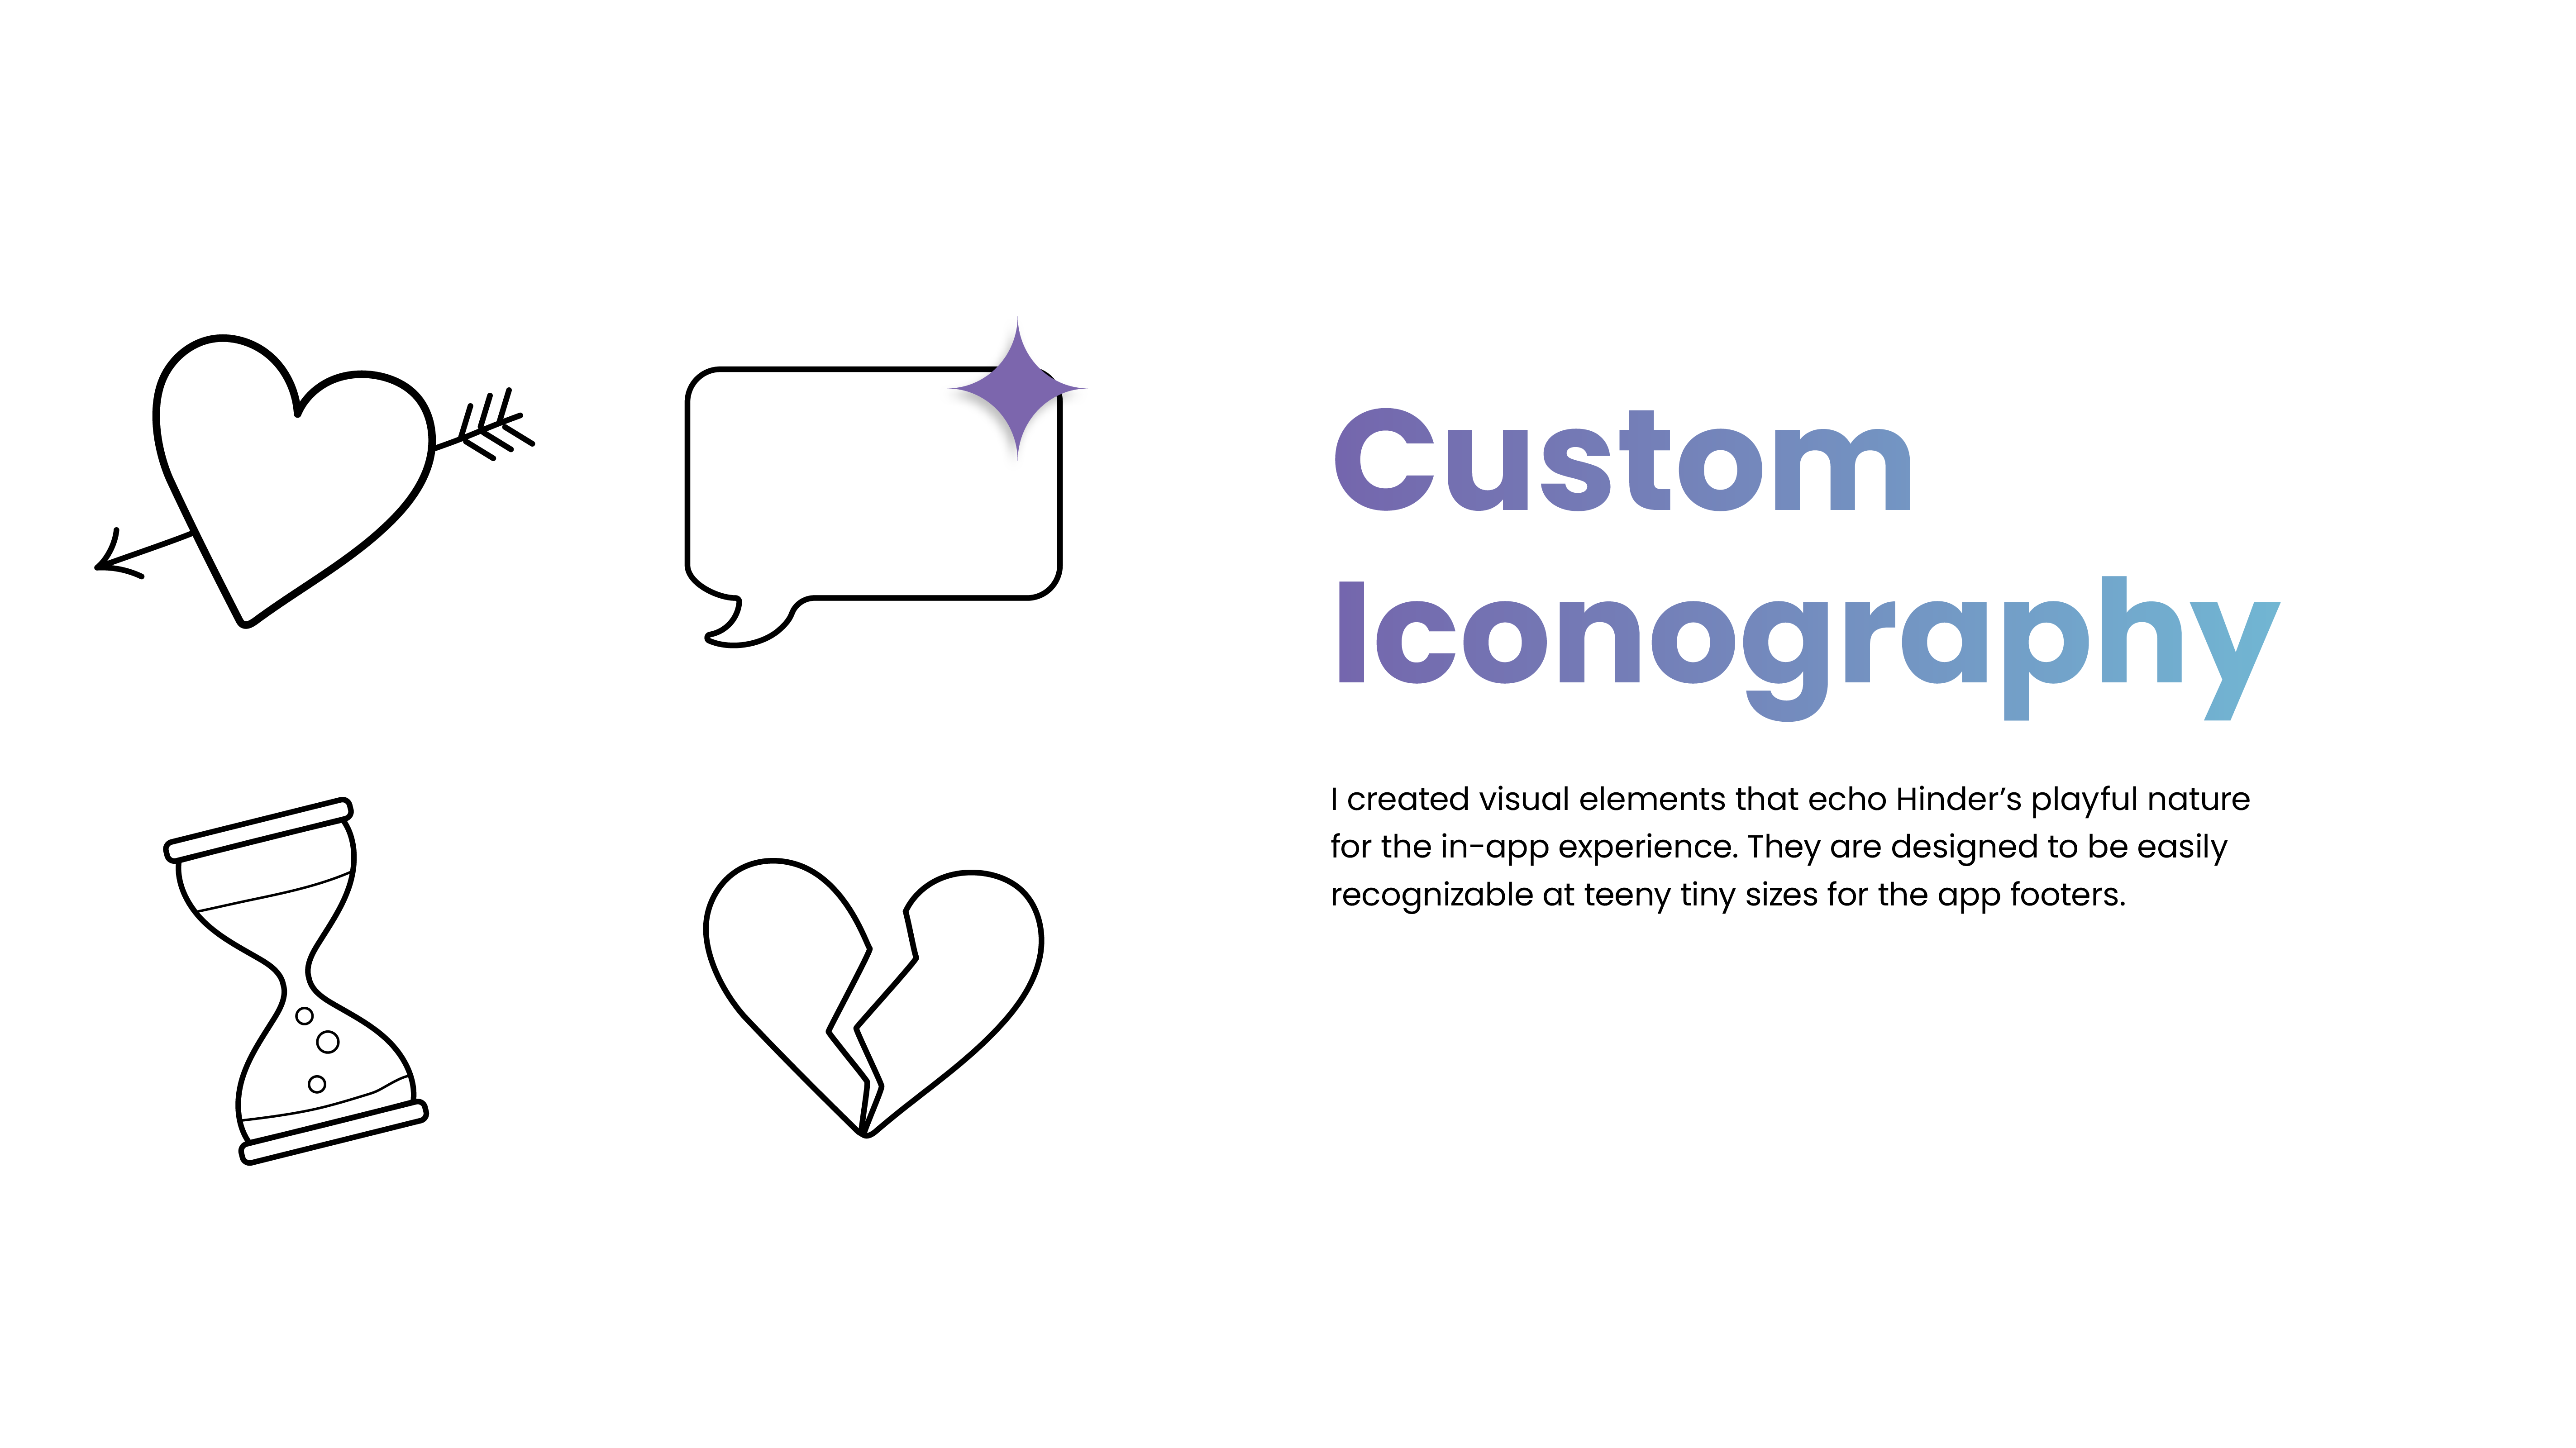 Custom
Iconography
I created visual elements that echo Hinder’s playful nature
for the in-app experience. They are designed to be easily
recognizable at teeny tiny sizes for the app footers.